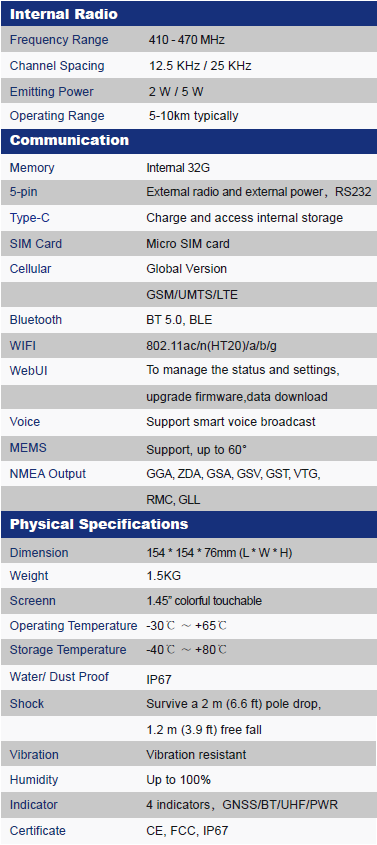 Internal Radio
Frequency Range 410 - 470 MHz
Channel Spacing 12.5 KHz / 25 KHz
Emitting Power 2 W / 5 W
Operating Range 5-10km typically
Communication
Memory Internal 32G
5-pin External radio and external power，RS232
Type-C Charge and access internal storage
SIM Card Micro SIM card
Cellular Global Version
GSM/UMTS/LTE
Bluetooth BT 5.0, BLE
WIFI 802.11ac/n(HT20)/a/b/g
WebUI To manage the status and settings,
upgrade firmware,data download
Voice Support smart voice broadcast
MEMS Support, up to 60°
NMEA Output GGA, ZDA, GSA, GSV, GST, VTG,
RMC, GLL
Physical Specifications
Dimension 154 * 154 * 76mm (L * W * H)
Weight 1.5KG
Screenn 1.45” colorful touchable
Operating Temperature -30℃ ～ +65℃
Storage Temperature -40℃ ～ +80℃
Water/ Dust Proof IP67
Shock Survive a 2 m (6.6 ft) pole drop,
1.2 m (3.9 ft) free fall
Vibration Vibration resistant
Humidity Up to 100%
Indicator 4 indicators，GNSS/BT/UHF/PWR
Certificate CE, FCC, IP67